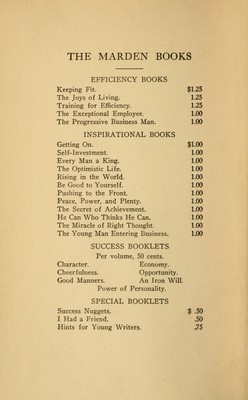 THE MARDEN BOOKS
EFFICIENCY BOOKS
Keeping Fit. $1.25
The Joys of Living. 1.25
Training for Efficiency. 1.25
The Exceptional Employee. 1.00
The Progressive Business Man. 1.00
INSPIRATIONAL BOOKS
Getting On. $1.00
Self-Investment. 1.00
Every Man a King. 1.00
The Optimistic Life. 1.00
Rising in the World. 1.00
Be Good to Yourself. 1.00
Pushing to the Front. 1.00
Peace, Power, and Plenty. 1.00
The Secret of Achievement. 1.00
He Can Who Thinks He Can. 1.00
The Miracle of Right Thought. 1.00
The Young Man Entering Business. 1.00
SUCCESS BOOKLETS
Per volume, 50 cents.
Character. Economy.
Cheerfulness. Opportunity.
Good Manners. An Iron Will.
Power of Personality.
SPECIAL BOOKLETS
Success Nuggets. $ .50
I Had a Friend. .50
Hints for Young Writers. .75